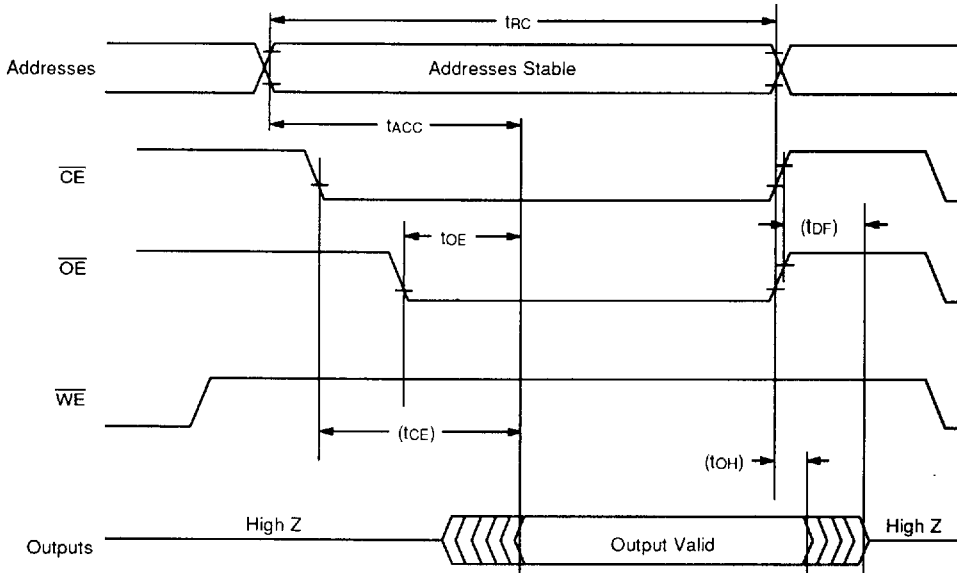 tRC
Addresses
Addresses Stable
tACC
CE
tOE
(tDF)
OE
WE
(tCE)
(tOH)
High Z
High Z
Outputs
Output Valid